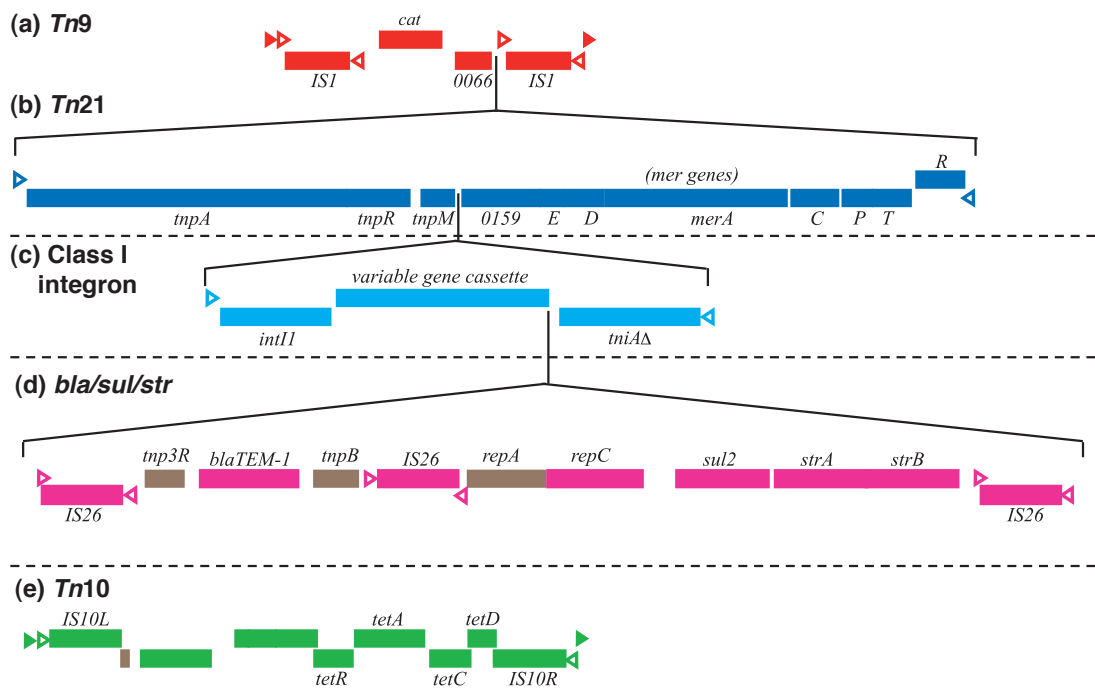 (a) Tn9
cat
IS1
0066
IS1
(b) Tn21
(mer genes)
R
tnpA
tnpR
tnpM
0159
E
D
merA
C
P
T
(c) Class I
integron
variable gene cassette
intI1
tniAΔ
(d) bla/sul/str
tnp3R
blaTEM-1
tnpB
IS26
repA
repC
sul2
strA
strB
IS26
IS26
(e) Tn10
IS10L
tetA
tetD
tetR
tetC
IS10R